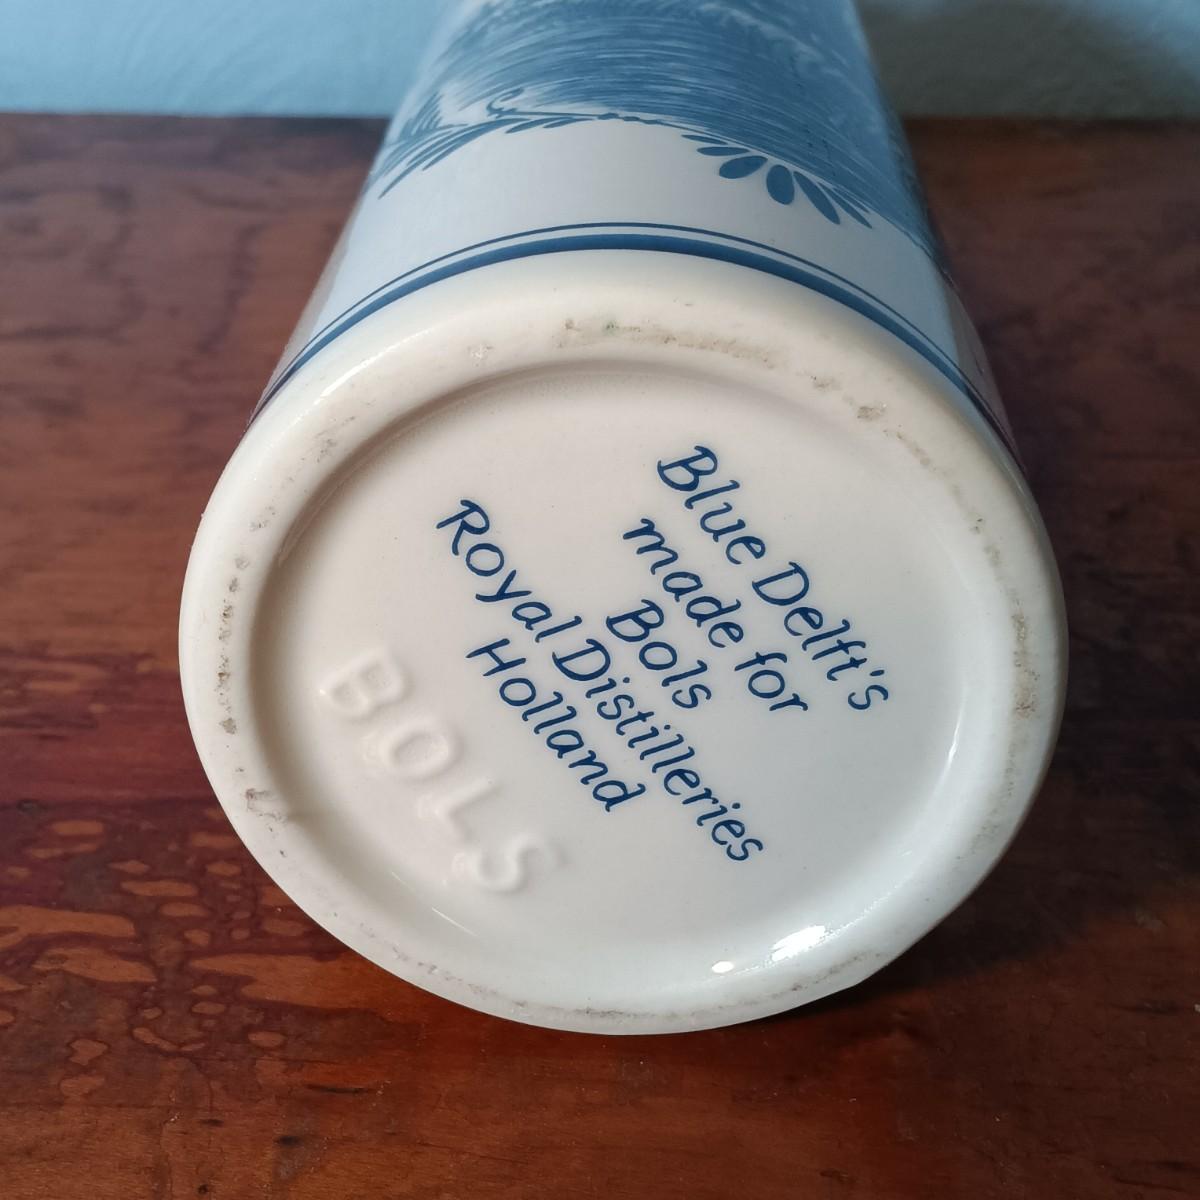 Blue Delft's
made for
Bols
Royal Distilleries
Holland
BOLS